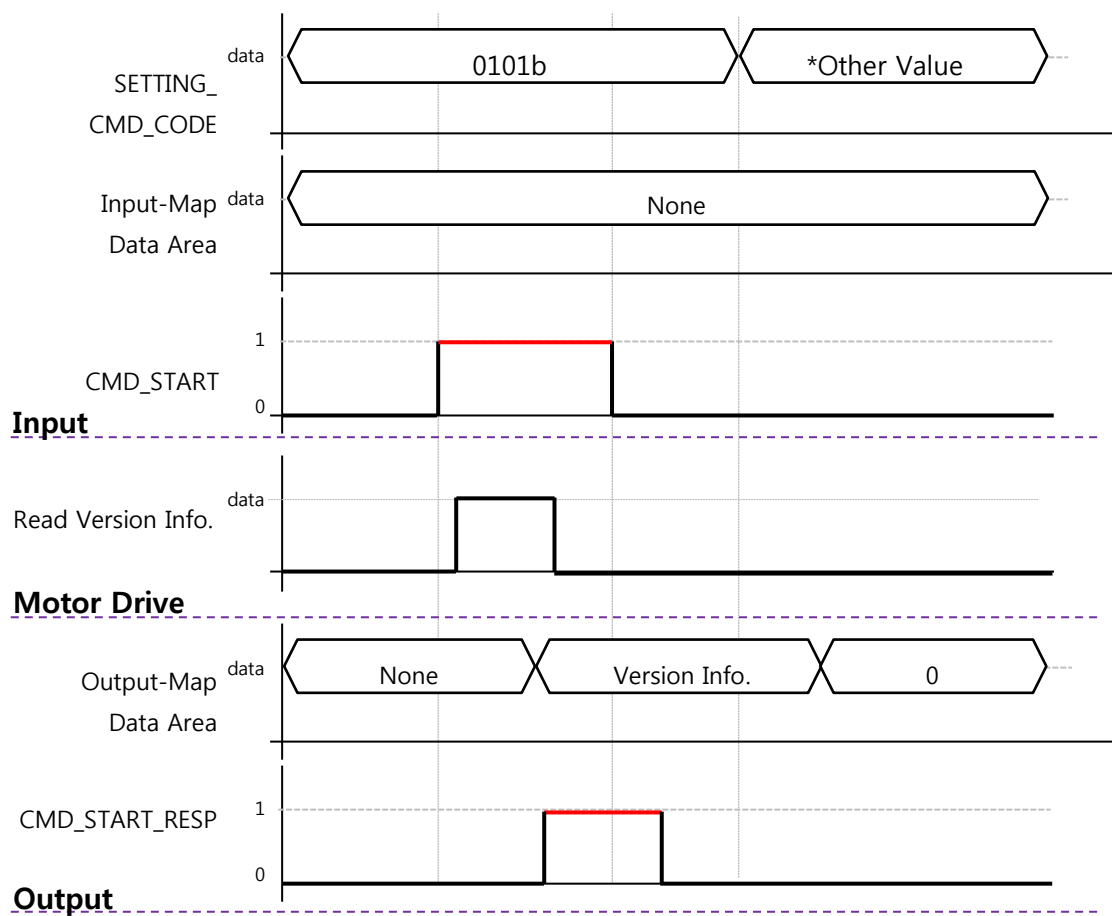 data
0101b
*Other Value
SETTING_
CMD_CODE
Input-Map
Data Area
data
None
1
CMD_START
0
Input
data
Read Version Info.
Motor Drive
data
None
Version Info.
0
Output-Map
Data Area
1
CMD_START_RESP
0
Output